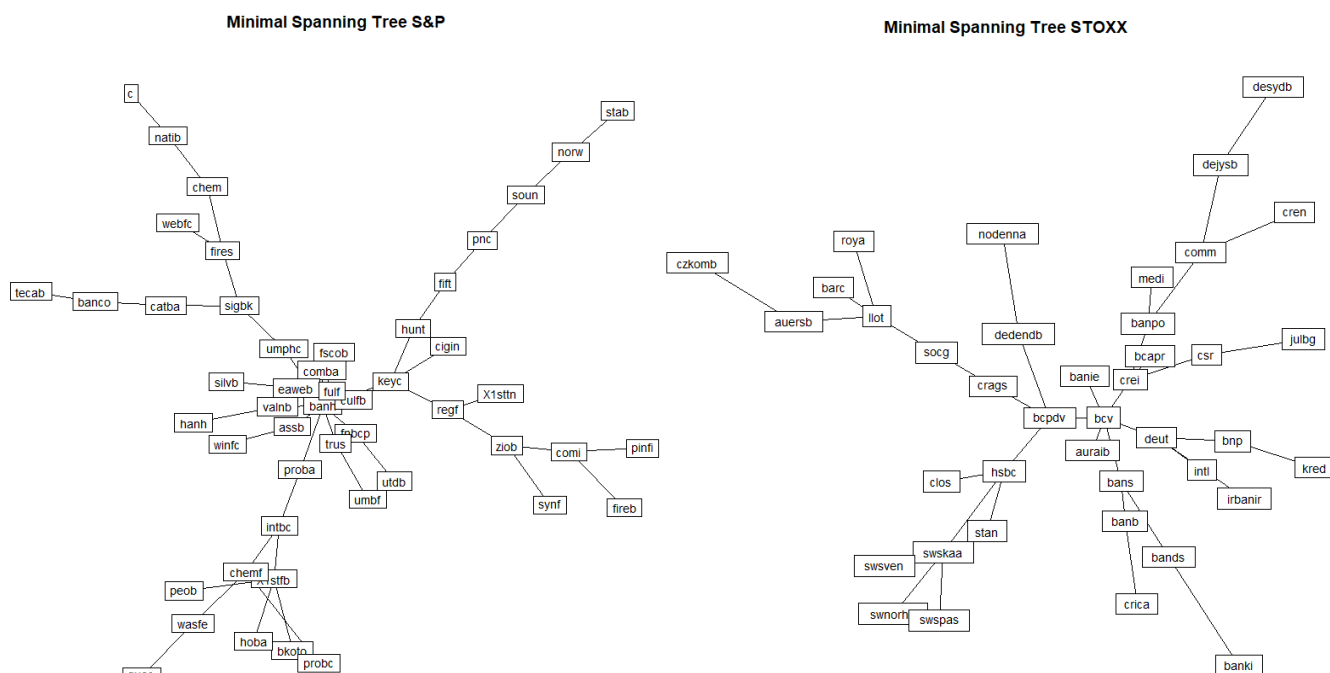 Minimal Spanning Tree S&P
c
stab
natib
norw
chem
soun
webfc
pnc
fires
fift
tecab
banco
catba
sigbk
hunt
umphc
fscob
cigin
comba
keyc
silvb
eaweb
fulf
culfb
X1sttn
valnb
banh
regf
hanh
assb
winfc
trus
ziob
comi
pinfi
proba
utdb
umbf
synf
fireb
intbc
chemf
X1stfb
peob
wasfe
hoba
bkoto
probc
Minimal Spanning Tree STOXX
desydb
dejysb
cren
roya
nodenna
czkomb
comm
medi
barc
auersb
llot
banpo
dedendb
julbg
socg
bcapr
csr
crags
banie
crei
bcpdv
bcv
deut
bnp
auraib
kred
clos
hsbc
intl
bans
irbanir
banb
stan
swskaa
bands
swsven
crica
swnorh
swspas
banki